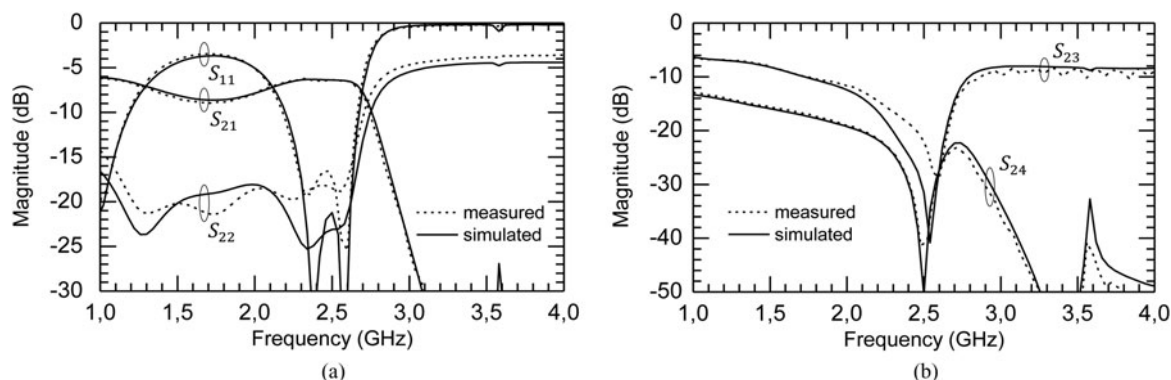 0
-5
-10
-15
-20
-25
-30
Magnitude (dB)
S11
S21
S22
measured
simulated
1,0 1,5 2,0 2,5 3,0 3,5 4,0
Frequency (GHz)
(a)
0
-10
-20
-30
-40
-50
Magnitude (dB)
S23
S24
measured
simulated
1,0 1,5 2,0 2,5 3,0 3,5 4,0
Frequency (GHz)
(b)